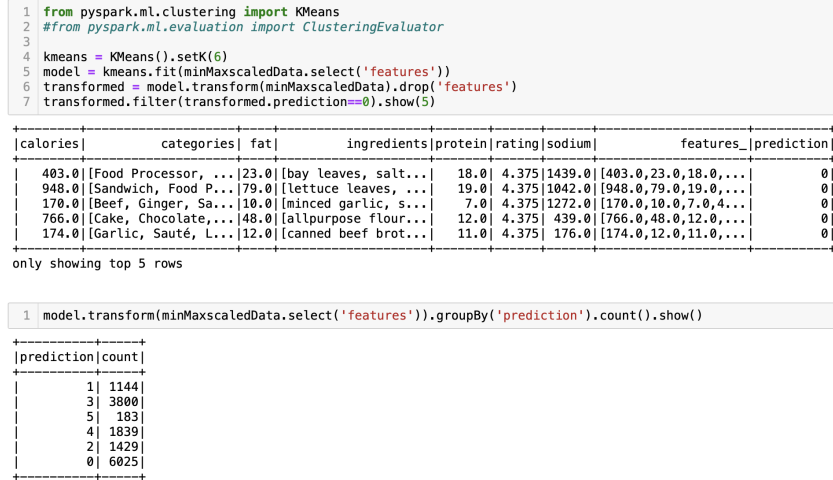 1 from pyspark.ml.clustering import KMeans
2 #from pyspark.ml.evaluation import ClusteringEvaluator
3
4 kmeans = KMeans().setK(6)
5 model = kmeans.fit(minMaxscaledData.select('features'))
6 transformed = model.transform(minMaxscaledData).drop('features')
7 transformed.filter(transformed.prediction==0).show(5)
+--------+--------------------+----+--------------------+-------+------+------+--------------------+----------+
|calories| categories| fat| ingredients|protein|rating|sodium| features_|prediction|
+--------+--------------------+----+--------------------+-------+------+------+--------------------+----------+
| 403.0|[Food Processor, ...|23.0|[bay leaves, salt...| 18.0| 4.375|1439.0|[403.0,23.0,18.0,...| 0|
| 948.0|[Sandwich, Food P...|79.0|[lettuce leaves, ...| 19.0| 4.375|1042.0|[948.0,79.0,19.0,...| 0|
| 170.0|[Beef, Ginger, Sa...|10.0|[minced garlic, s...| 7.0| 4.375|1272.0|[170.0,10.0,7.0,4...| 0|
| 766.0|[Cake, Chocolate,...|48.0|[allpurpose flour...| 12.0| 4.375| 439.0|[766.0,48.0,12.0,...| 0|
| 174.0|[Garlic, Sauté, L...|12.0|[canned beef brot...| 11.0| 4.375| 176.0|[174.0,12.0,11.0,...| 0|
+--------+--------------------+----+--------------------+-------+------+------+--------------------+----------+
only showing top 5 rows
1 model.transform(minMaxscaledData.select('features')).groupBy('prediction').count().show()
+----------+-----+
|prediction|count|
+----------+-----+
| 1| 1144|
| 3| 3800|
| 5| 183|
| 4| 1839|
| 2| 1429|
| 0| 6025|
+----------+-----+